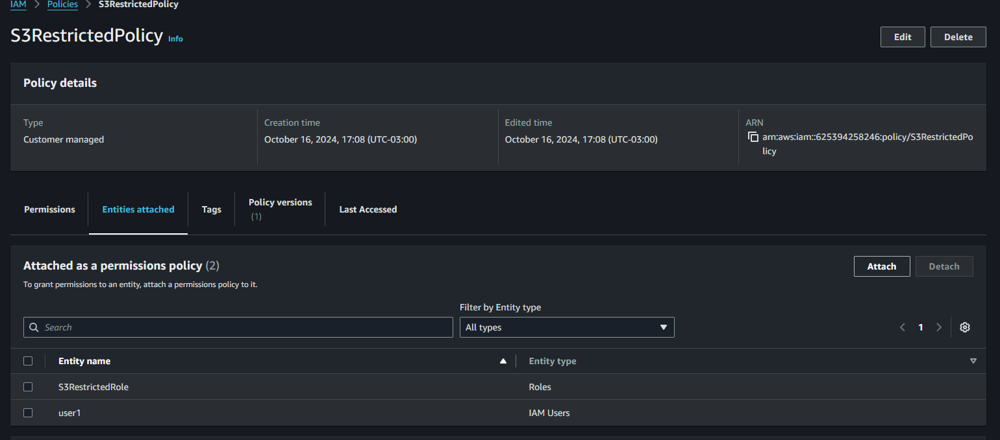 IAM > Policies > S3RestrictedPolicy
S3RestrictedPolicy Info
Edit Delete
Policy details
Type
Customer managed
Creation time
October 16, 2024, 17:08 (UTC-03:00)
Edited time
October 16, 2024, 17:08 (UTC-03:00)
ARN
arn:aws:iam::625394258246:policy/S3RestrictedPo
licy
Permissions
Entities attached
Tags
Policy versions
(1)
Last Accessed
Attached as a permissions policy (2)
To grant permissions to an entity, attach a permissions policy to it.
Attach Detach
Filter by Entity type
Search
All types
1
Entity name Entity type
S3RestrictedRole Roles
user1 IAM Users